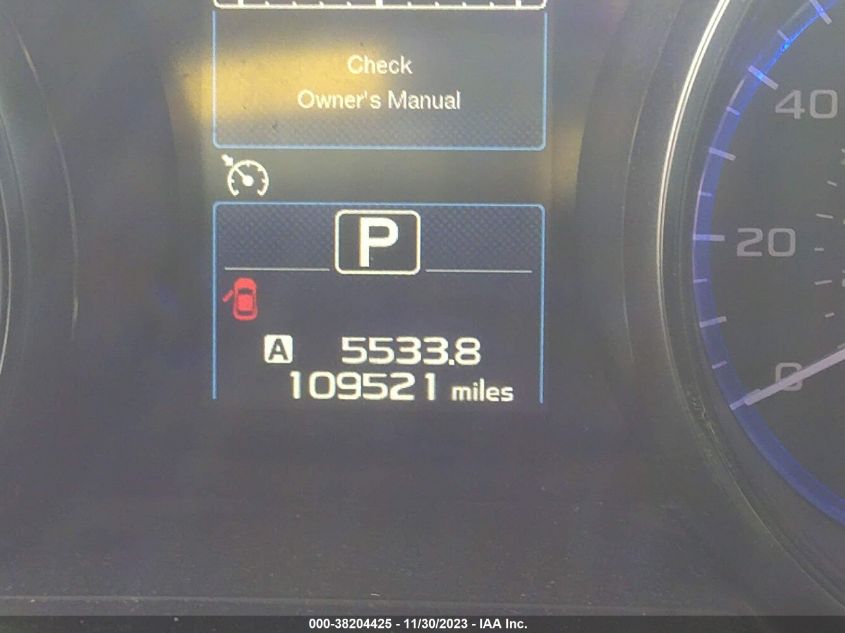 Check
Owner's Manual
P
A 5533.8
109521 miles
40
20
0
000-38204425 - 11/30/2023 - IAA Inc.